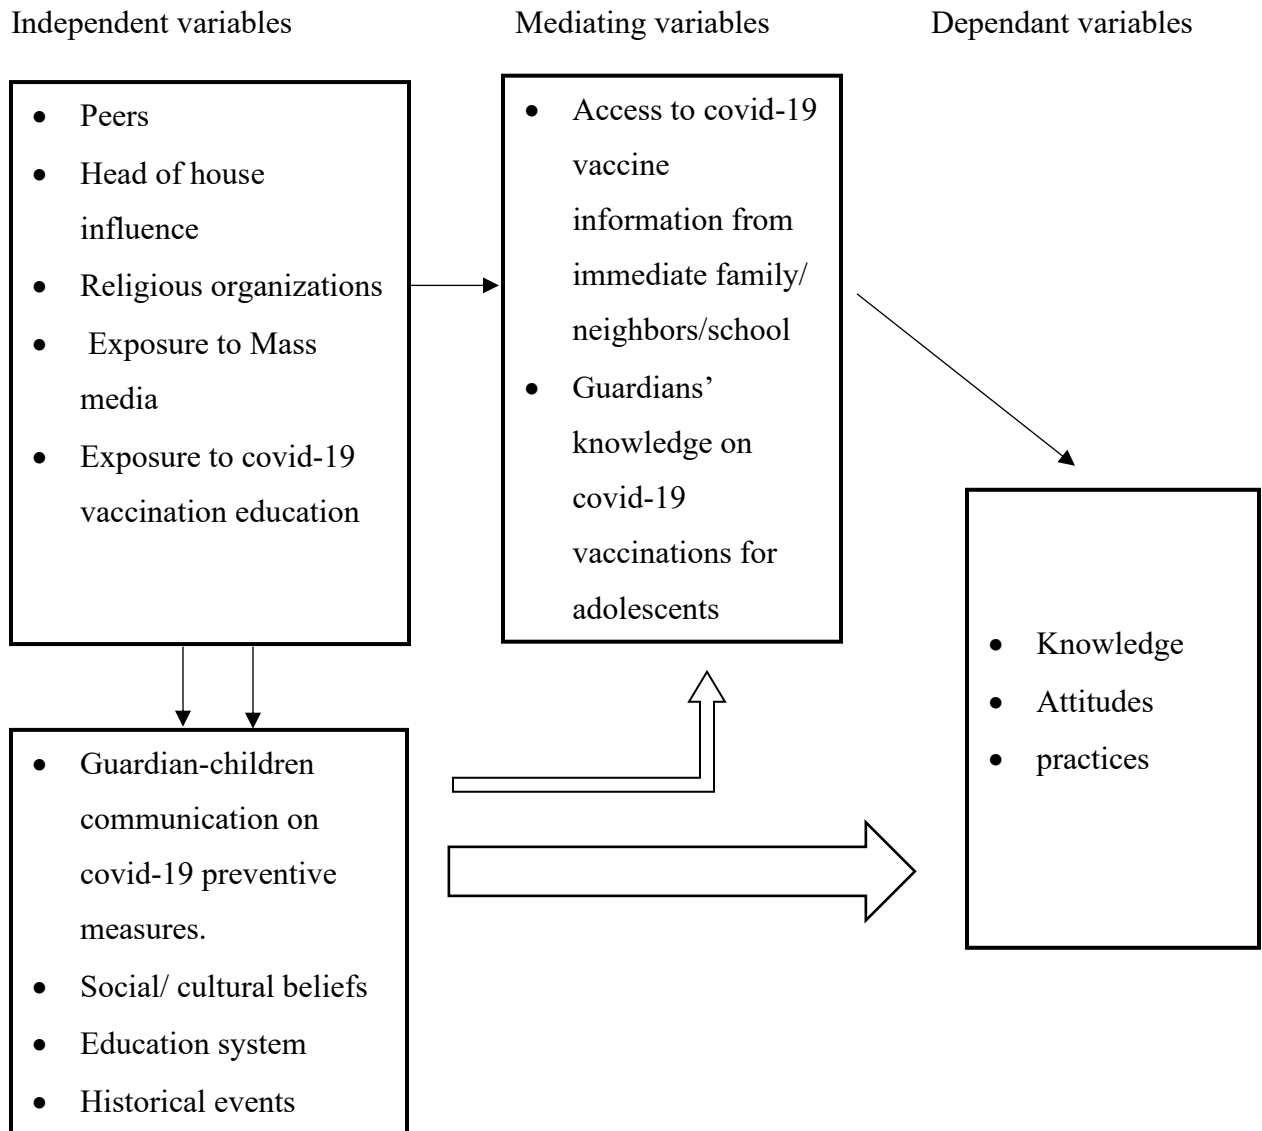 Independent variables
Mediating variables
Dependant variables
● Peers
● Head of house
influence
● Religious organizations
● Exposure to Mass
media
● Exposure to covid-19
vaccination education
● Access to covid-19
vaccine
information from
immediate family/
neighbors/school
● Guardians’
knowledge on
covid-19
vaccinations for
adolescents
● Knowledge
● Attitudes
● practices
● Guardian-children
communication on
covid-19 preventive
measures.
● Social/ cultural beliefs
● Education system
● Historical events